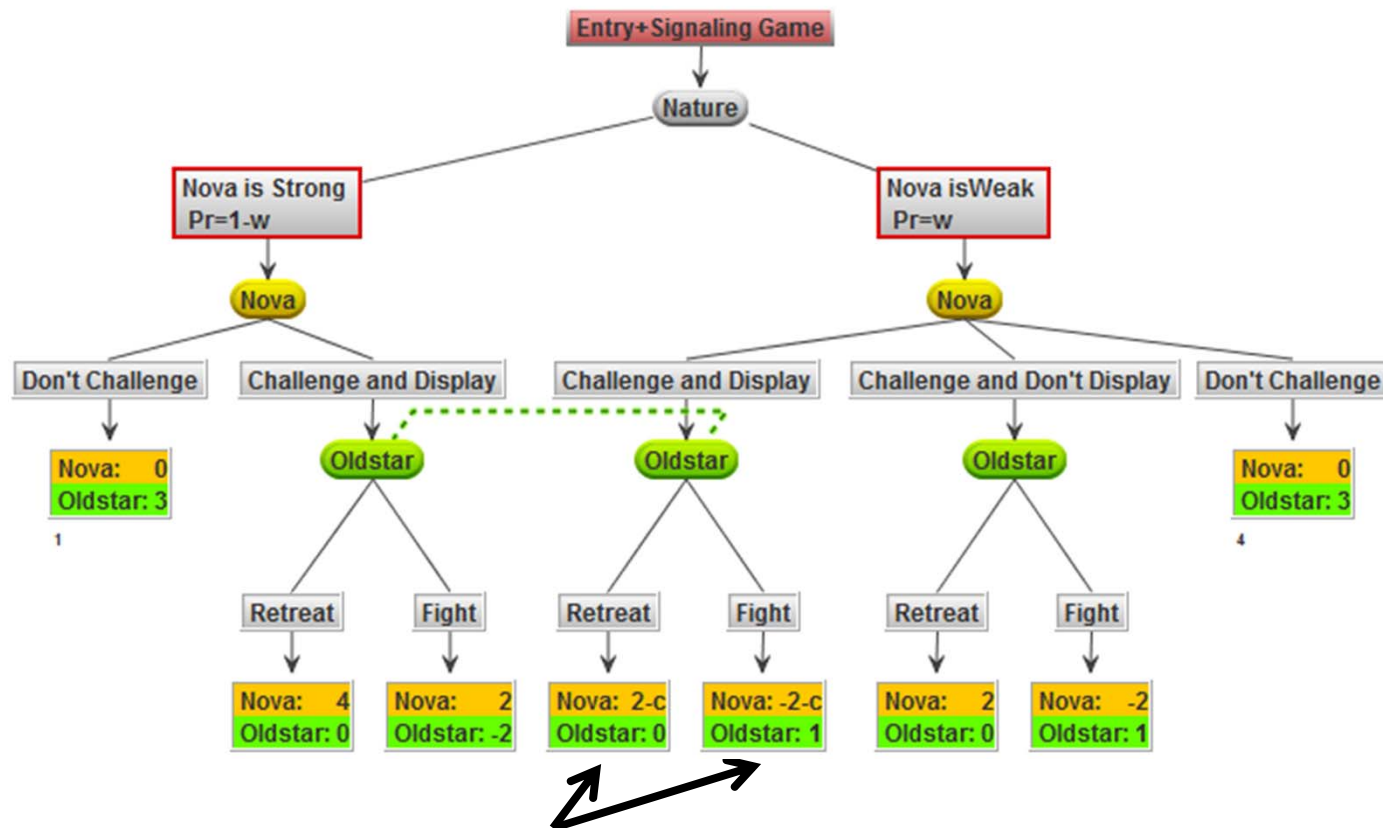 Entry+Signaling Game
Nature
Nova is Strong
Pr=1-w
Nova isWeak
Pr=w
Nova
Nova
Don't Challenge
Challenge and Display
Challenge and Display
Challenge and Don't Display
Don't Challenge
Nova: 0
Oldstar: 3
1
Oldstar
Oldstar
Oldstar
Nova: 0
Oldstar: 3
4
Retreat
Fight
Retreat
Fight
Retreat
Fight
Nova: 4
Oldstar: 0
Nova: 2
Oldstar: -2
Nova: 2-c
Oldstar: 0
Nova: -2-c
Oldstar: 1
Nova: 2
Oldstar: 0
Nova: -2
Oldstar: 1